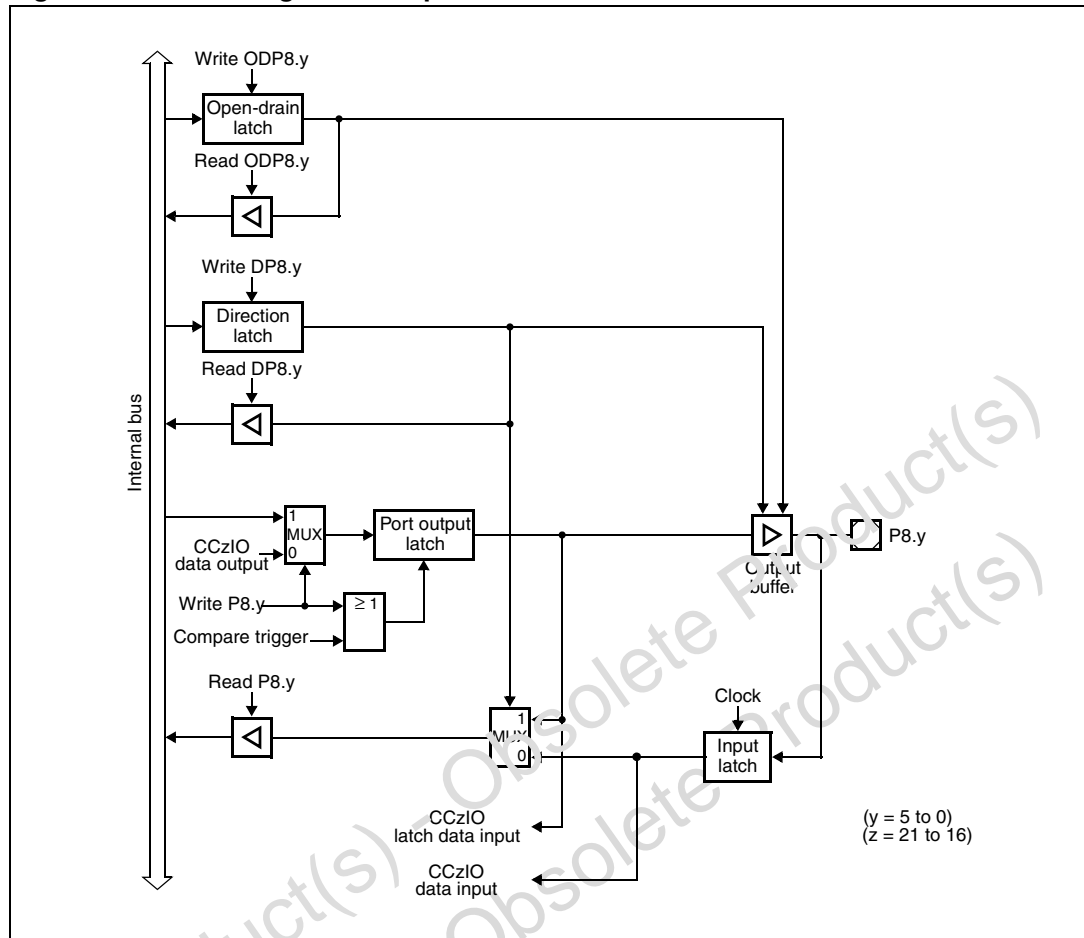 Write ODP8.y
Open-drain
latch
Read ODP8.y
Write DP8.y
Direction
latch
Read DP8.y
Internal bus
1
MUX
0
CCzIO
data output
Port output
latch
P8.y
Output
buffer
Write P8.y
≥ 1
Compare trigger
Read P8.y
Clock
1
MUX
0
Input
latch
CCzIO
latch data input
(y = 5 to 0)
(z = 21 to 16)
CCzIO
data input
duct(s) - Obsolete Product(s)
Obsolete Product(s)